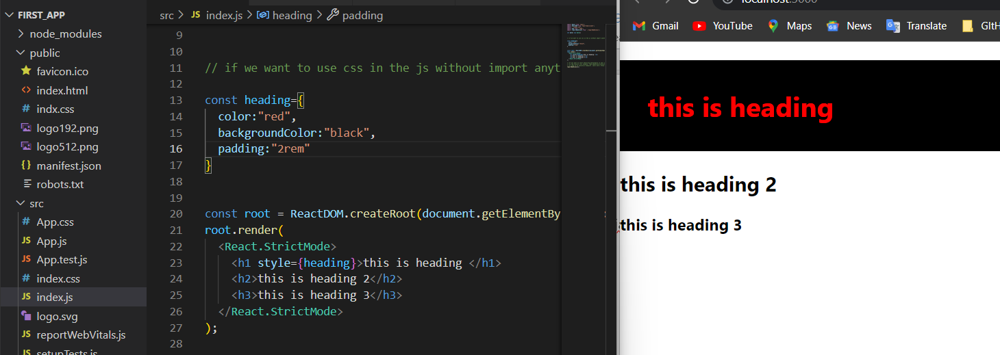 FIRST_APP
node_modules
public
favicon.ico
index.html
indx.css
logo192.png
logo512.png
manifest.json
robots.txt
src
App.css
App.js
App.test.js
index.css
index.js
logo.svg
reportWebVitals.js
setupTests.js
src > JS index.js > heading > padding
9
10
11 // if we want to use css in the js without import anyt
12
13 const heading={
14 color:"red",
15 backgroundColor:"black",
16 padding:"2rem"
17 }
18
19
20 const root = ReactDOM.createRoot(document.getElementBy
21 root.render(
22 <React.StrictMode>
23 <h1 style={heading}>this is heading </h1>
24 <h2>this is heading 2</h2>
25 <h3>this is heading 3</h3>
26 </React.StrictMode>
27 );
28
localhost:3000
Gmail YouTube Maps News Translate GItH
this is heading
this is heading 2
this is heading 3